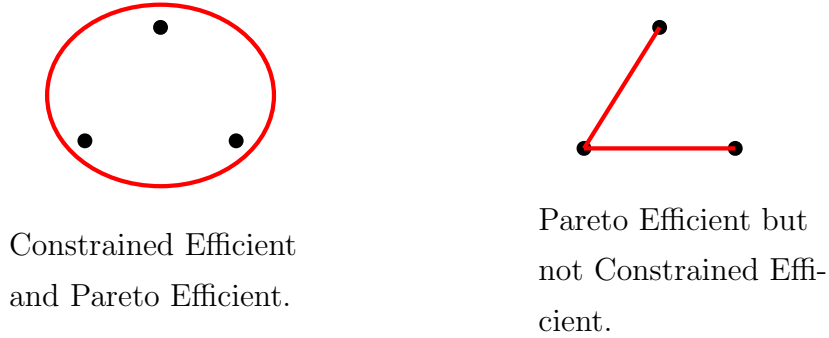 Constrained Efficient
and Pareto Efficient.
Pareto Efficient but
not Constrained Effi-
cient.